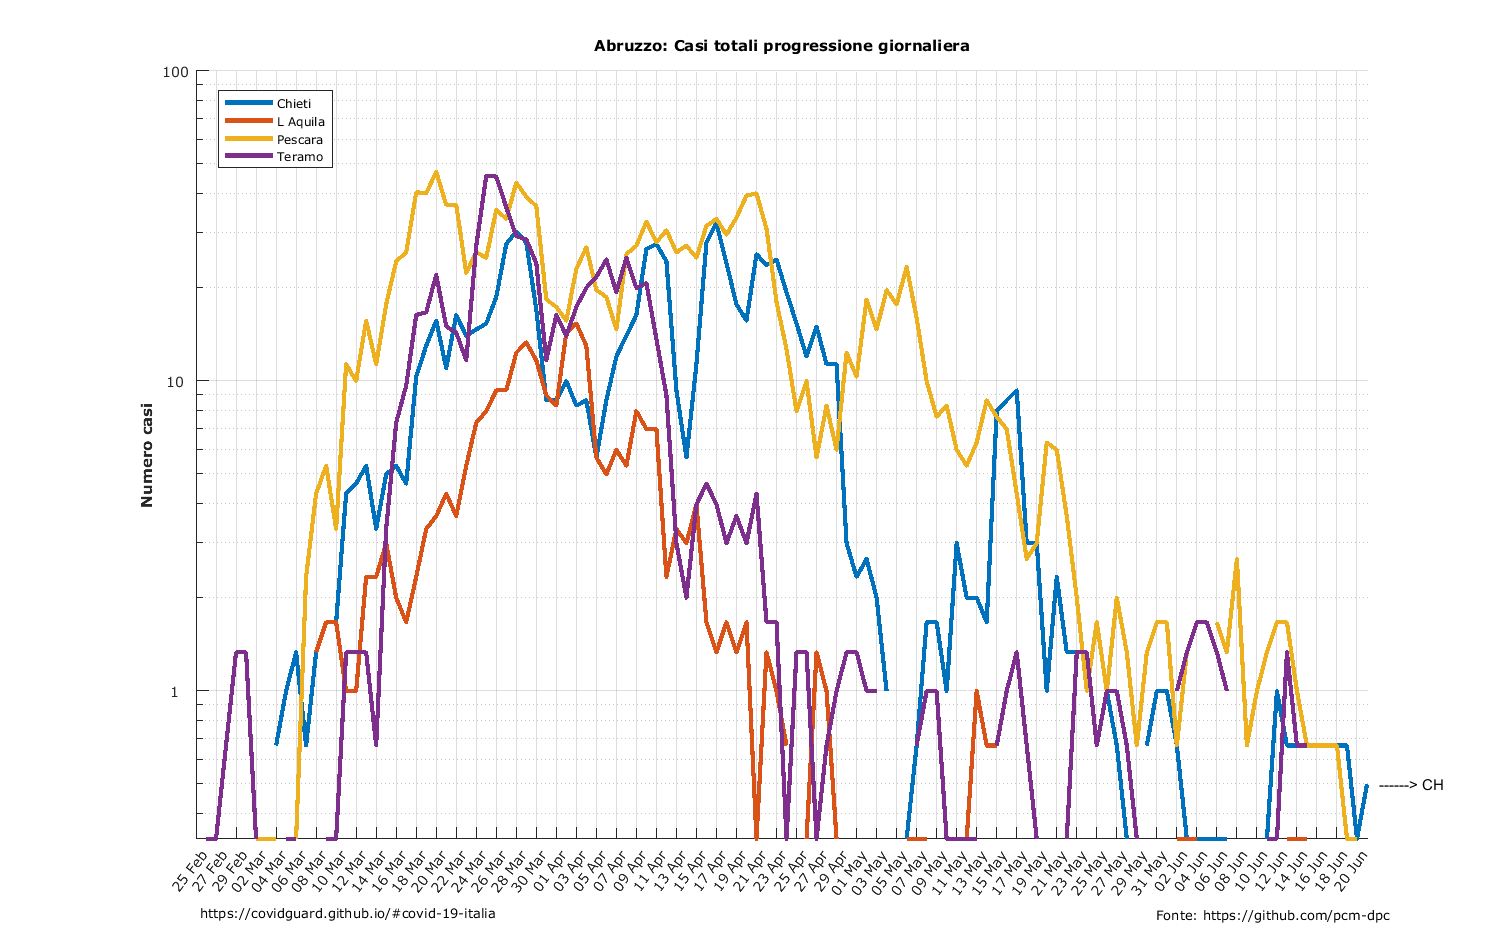 Abruzzo: Casi totali progressione giornaliera
100
10
1
Numero casi
Chieti
L Aquila
Pescara
Teramo
------> CH
25 Feb
27 Feb
29 Feb
02 Mar
04 Mar
06 Mar
08 Mar
10 Mar
12 Mar
14 Mar
16 Mar
18 Mar
20 Mar
22 Mar
24 Mar
26 Mar
28 Mar
30 Mar
01 Apr
03 Apr
05 Apr
07 Apr
09 Apr
11 Apr
13 Apr
15 Apr
17 Apr
19 Apr
21 Apr
23 Apr
25 Apr
27 Apr
29 Apr
01 May
03 May
05 May
07 May
09 May
11 May
13 May
15 May
17 May
19 May
21 May
23 May
25 May
27 May
29 May
31 May
02 Jun
04 Jun
06 Jun
08 Jun
10 Jun
12 Jun
14 Jun
16 Jun
18 Jun
20 Jun
https://covidguard.github.io/#covid-19-italia
Fonte: https://github.com/pcm-dpc